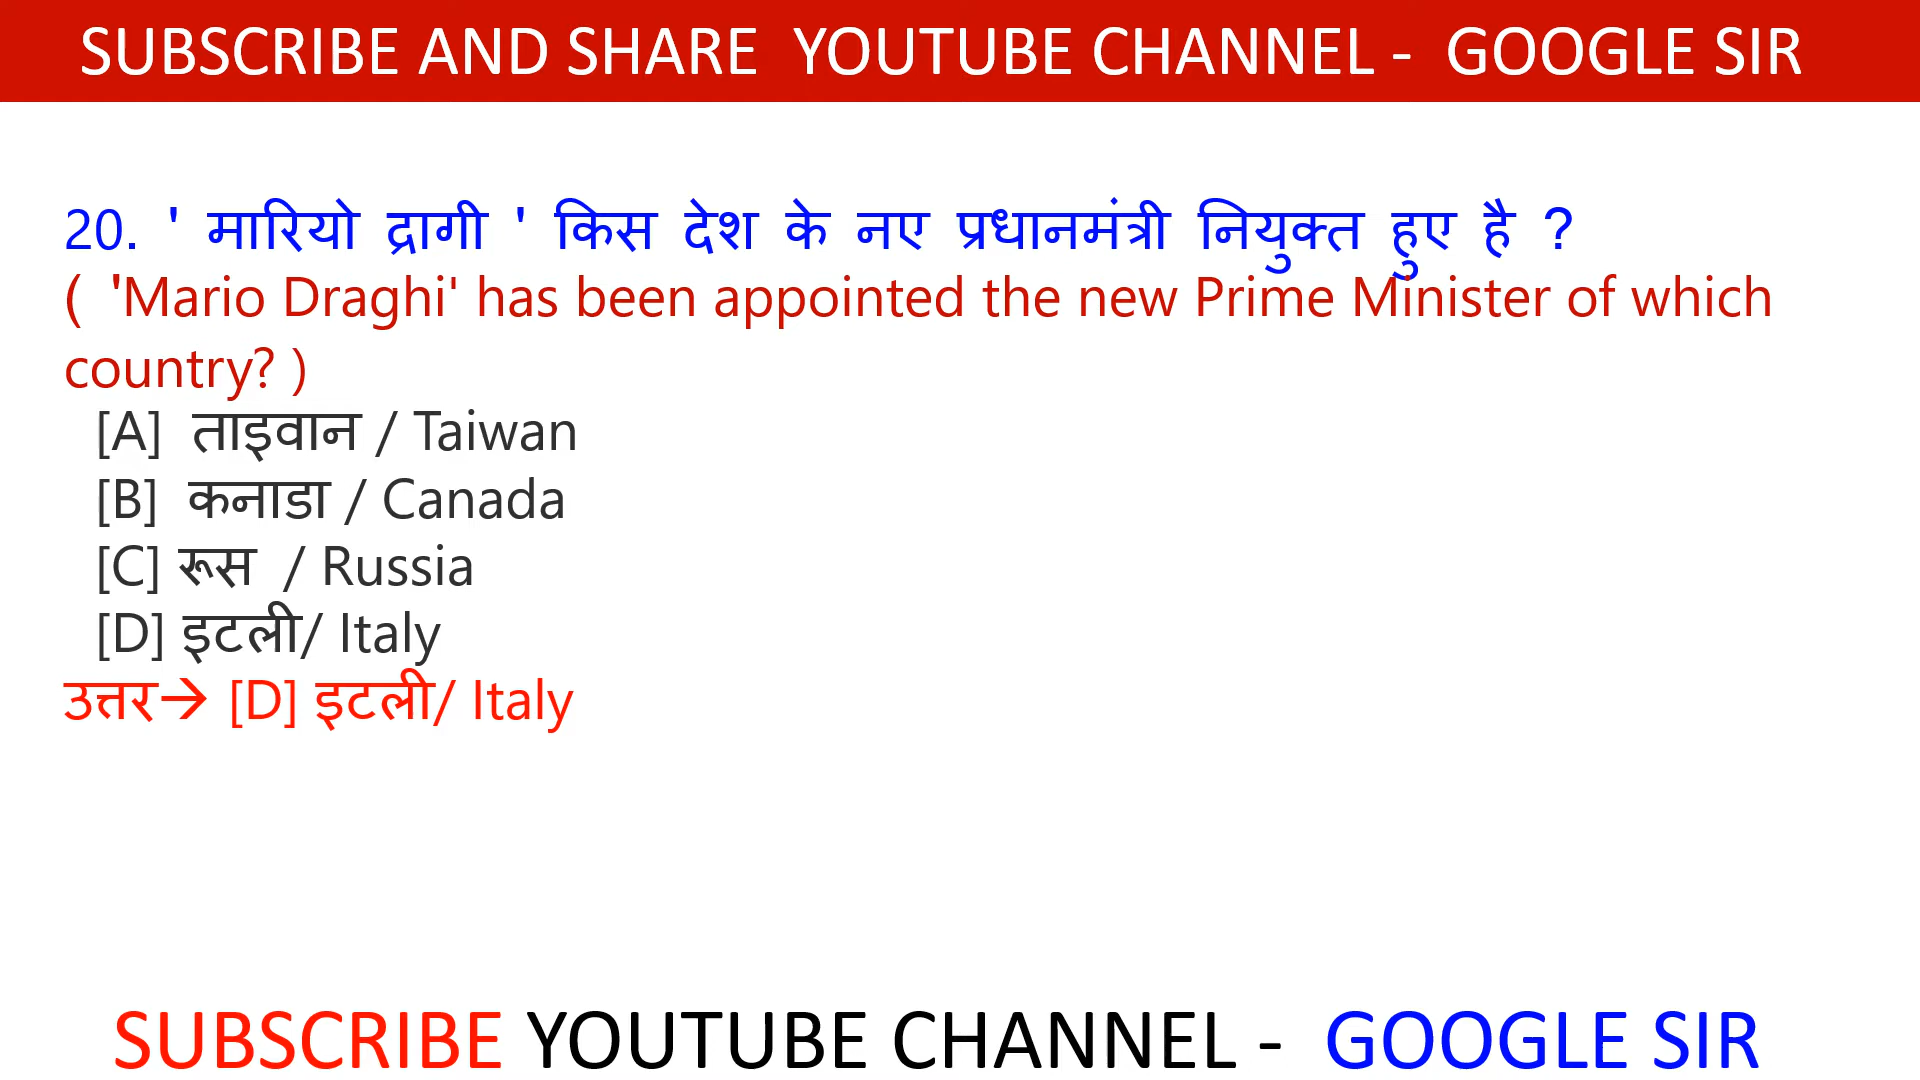 SUBSCRIBE AND SHARE YOUTUBE CHANNEL - GOOGLE SIR
20. ' मारियो द्रागी ' किस देश के नए प्रधानमंत्री नियुक्त हुए है ?
( 'Mario Draghi' has been appointed the new Prime Minister of which
country? )
[A] ताइवान / Taiwan
[B] कनाडा / Canada
[C] रूस / Russia
[D] इटली/ Italy
उत्तर→ [D] इटली/ Italy
SUBSCRIBE YOUTUBE CHANNEL - GOOGLE SIR